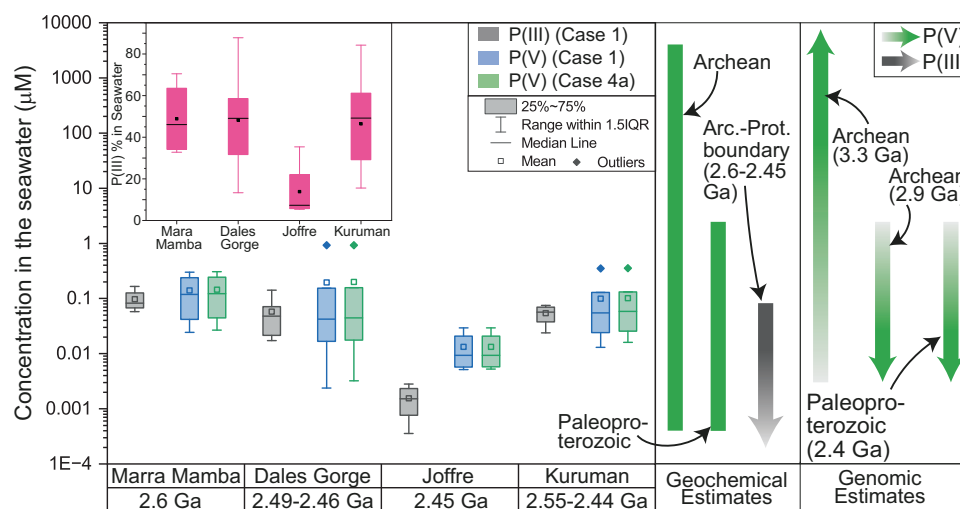 Concentration in the seawater (µM)
10000
1000
100
10
1
0.1
0.01
0.001
1E−4
P(III) % in Seawater
80
60
40
20
0
Mara
Mamba
Dales
Gorge
Joffre
Kuruman
P(III) (Case 1)
P(V) (Case 1)
P(V) (Case 4a)
25%~75%
Range within 1.5IQR
Median Line
Mean
Outliers
Archean
Arc.-Prot.
boundary
(2.6-2.45
Ga)
Paleopro-
terozoic
P(V)
P(III)
Archean
(3.3 Ga)
Archean
(2.9 Ga)
Paleopro-
terozoic
(2.4 Ga)
Marra Mamba
Dales Gorge
Joffre
Kuruman
2.6 Ga
2.49-2.46 Ga
2.45 Ga
2.55-2.44 Ga
Geochemical
Estimates
Genomic
Estimates